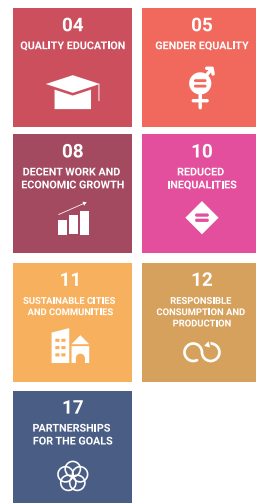 04
QUALITY EDUCATION
05
GENDER EQUALITY
08
DECENT WORK AND
ECONOMIC GROWTH
10
REDUCED
INEQUALITIES
11
SUSTAINABLE CITIES
AND COMMUNITIES
12
RESPONSIBLE
CONSUMPTION AND
PRODUCTION
17
PARTNERSHIPS
FOR THE GOALS